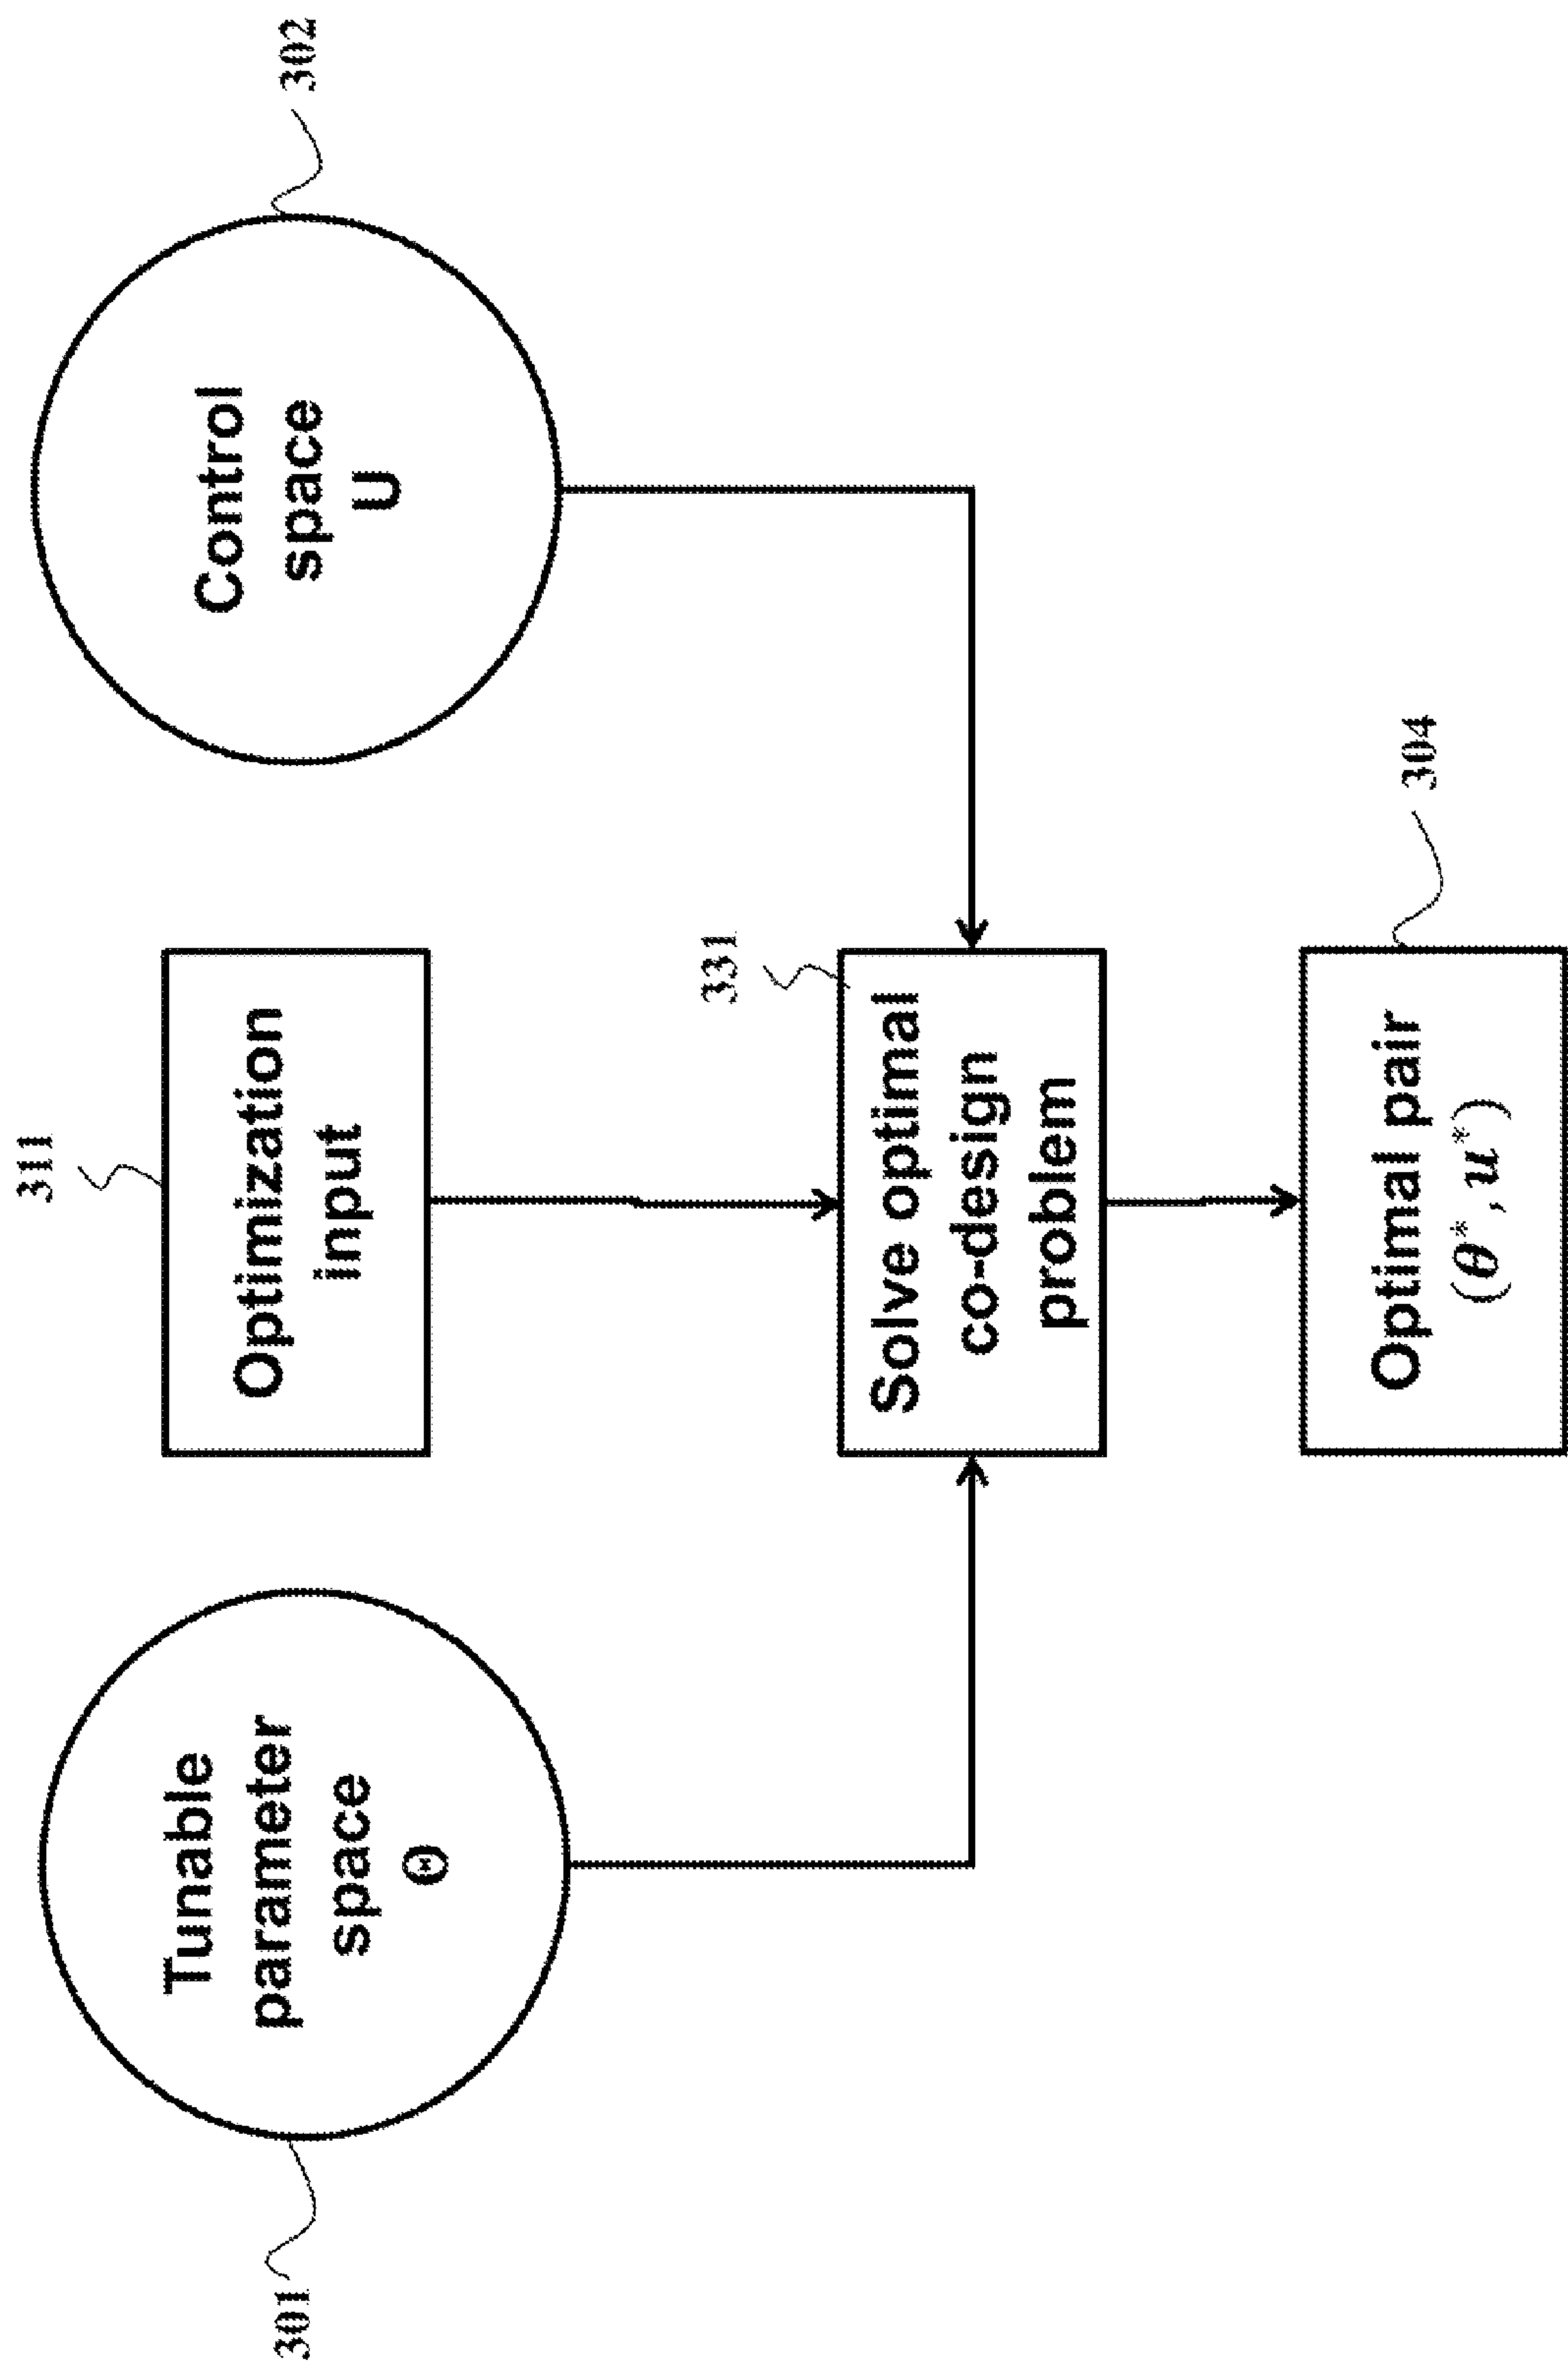 301
Tunable
parameter
space
Θ
311
Optimization
input
302
Control
space
U
331
Solve optimal
co-design
problem
304
Optimal pair
(θ*, u*)